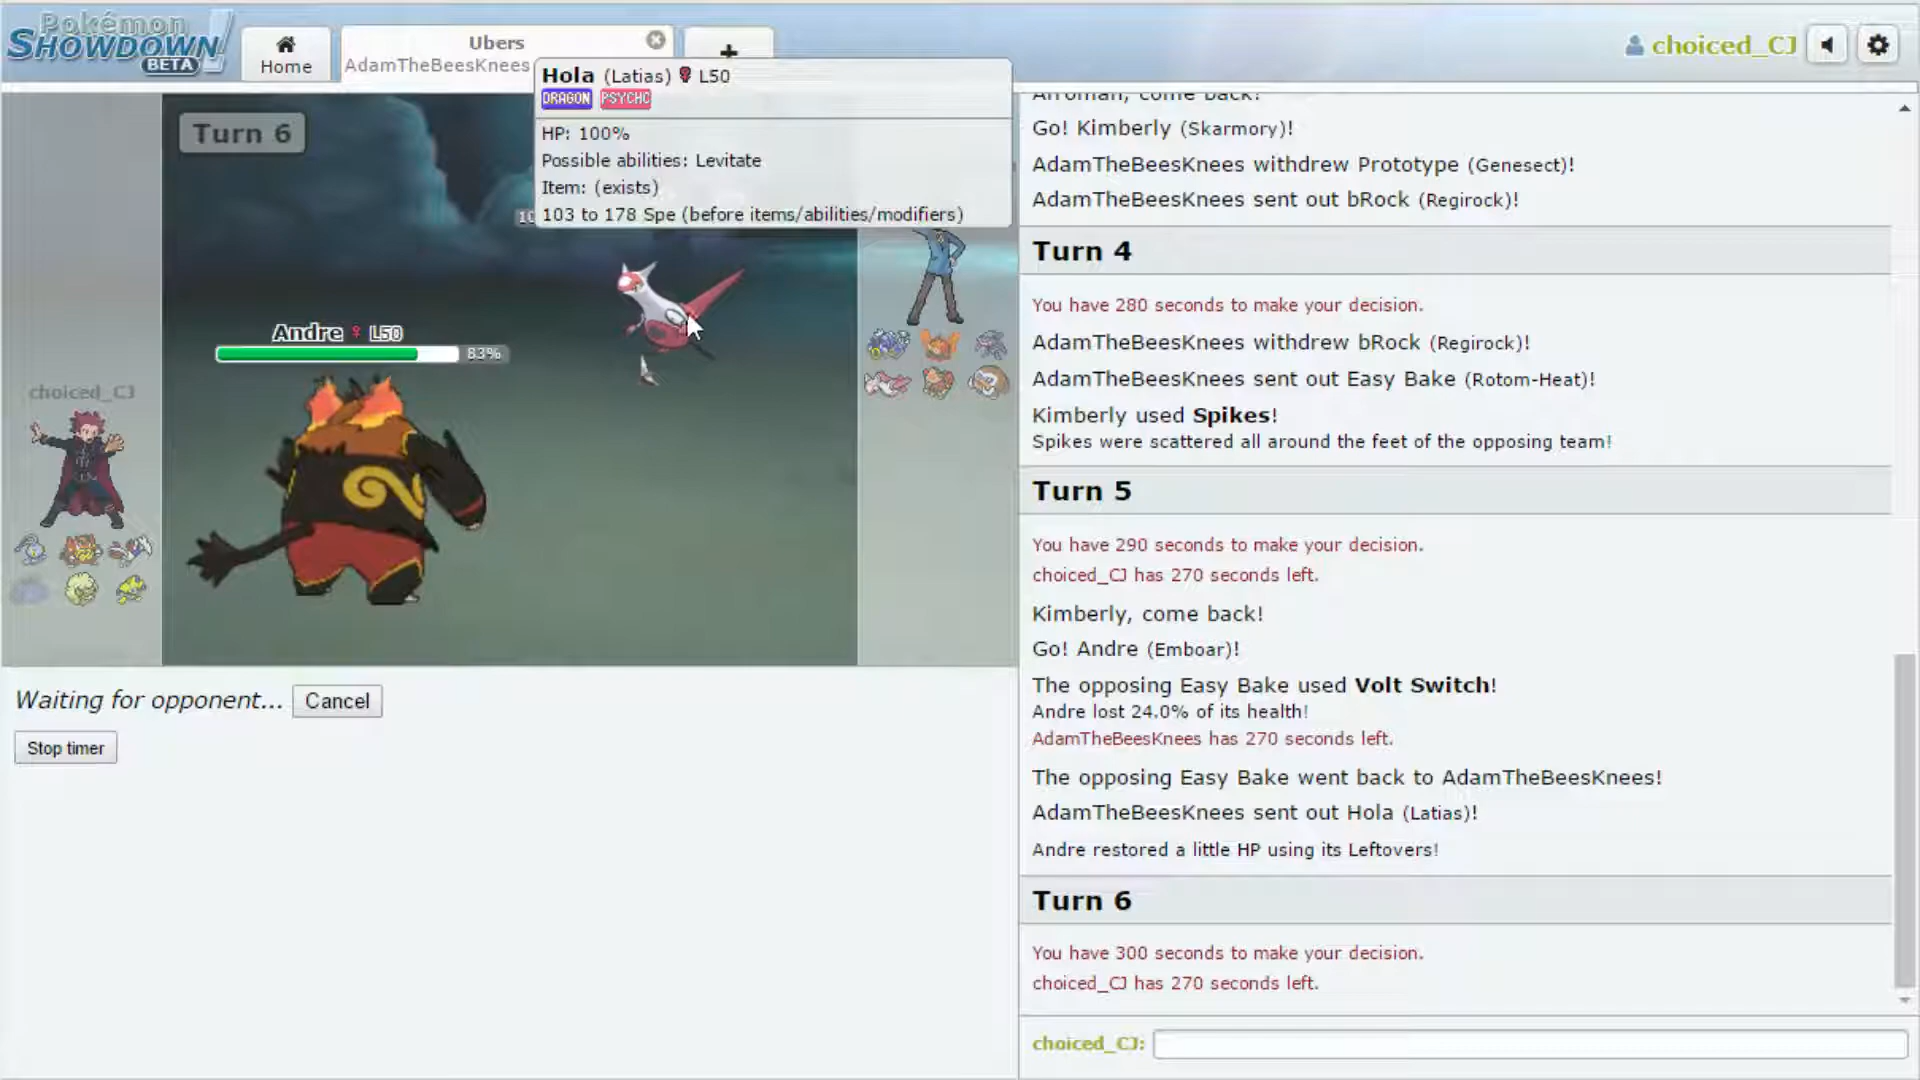 Pokémon
SHOWDOWN!
BETA
Home
Ubers
AdamTheBeesKnees
+
choiced_CJ
Hola (Latias) L50
DRAGON PSYCHC
HP: 100%
Possible abilities: Levitate
Item: (exists)
103 to 178 Spe (before items/abilities/modifiers)
Turn 6
Andre ♀ L50
83%
choiced_CJ
Waiting for opponent... Cancel
Stop timer
Go! Kimberly (Skarmory)!
AdamTheBeesKnees withdrew Prototype (Genesect)!
AdamTheBeesKnees sent out bRock (Regirock)!
Turn 4
You have 280 seconds to make your decision.
AdamTheBeesKnees withdrew bRock (Regirock)!
AdamTheBeesKnees sent out Easy Bake (Rotom-Heat)!
Kimberly used Spikes!
Spikes were scattered all around the feet of the opposing team!
Turn 5
You have 290 seconds to make your decision.
choiced_CJ has 270 seconds left.
Kimberly, come back!
Go! Andre (Emboar)!
The opposing Easy Bake used Volt Switch!
Andre lost 24.0% of its health!
AdamTheBeesKnees has 270 seconds left.
The opposing Easy Bake went back to AdamTheBeesKnees!
AdamTheBeesKnees sent out Hola (Latias)!
Andre restored a little HP using its Leftovers!
Turn 6
You have 300 seconds to make your decision.
choiced_CJ has 270 seconds left.
choiced_CJ: